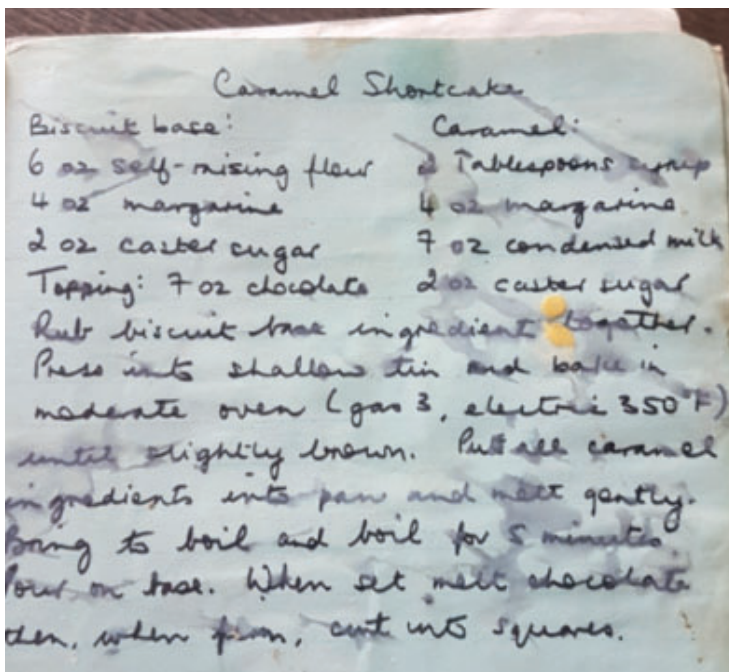 Caramel Shortcake
Biscuit base: Caramel:
6 oz self-raising flour 2 Tablespoons syrup
4 oz margarine 4 oz margarine
2 oz caster sugar 7 oz condensed milk
Topping: 7 oz chocolate 2 oz caster sugar
Rub biscuit base ingredient together.
Press into shallow tin and bake in
moderate oven (gas 3, electric 350°F)
until slightly brown. Put all caramel
ingredients into pan and melt gently.
Bring to boil and boil for 5 minutes.
Pour on base. When set melt chocolate
then, when firm, cut into squares.